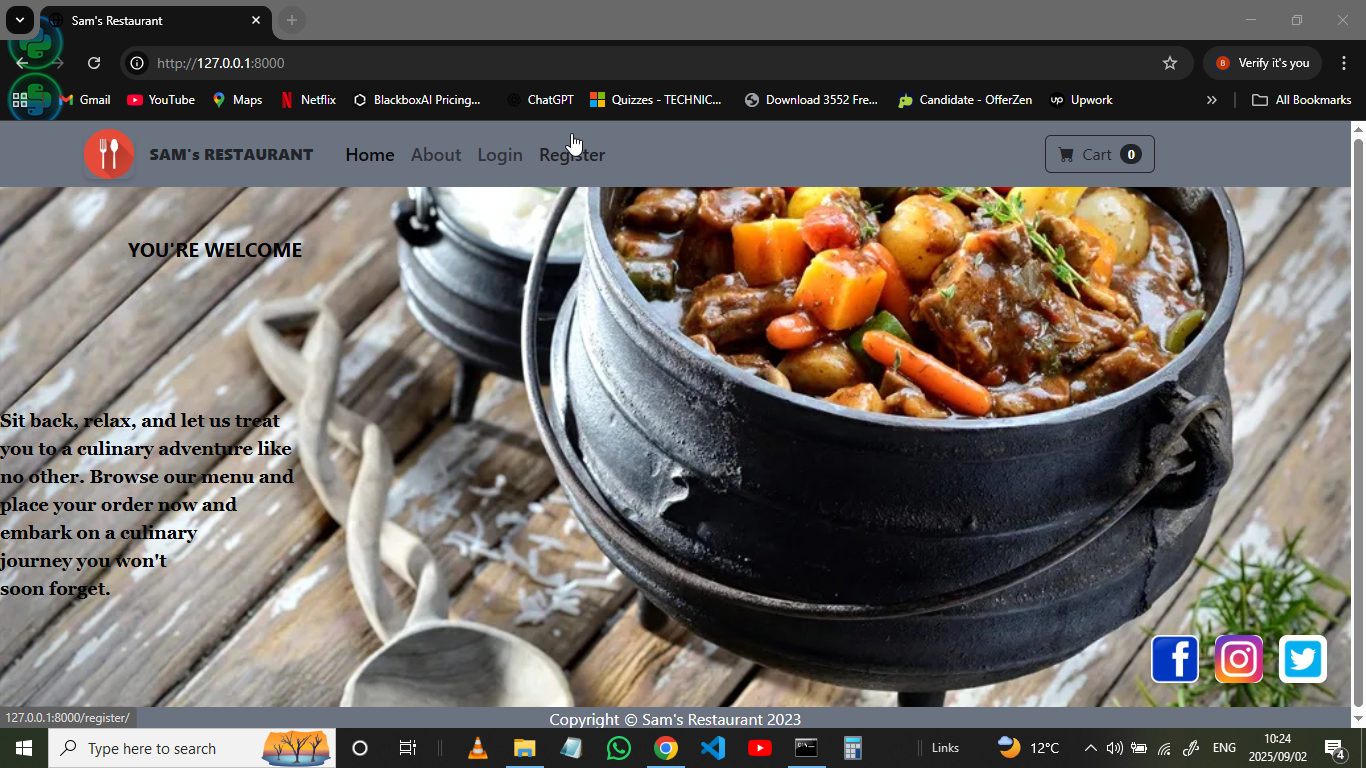 Sam's Restaurant
http://127.0.0.1:8000
Verify it's you
Gmail
YouTube
Maps
Netflix
BlackboxAI Pricing...
ChatGPT
Quizzes - TECHNIC...
Download 3552 Fre...
Candidate - OfferZen
up Upwork
All Bookmarks
SAM's RESTAURANT
Home
About
Login
Register
Cart 0
YOU'RE WELCOME
Sit back, relax, and let us treat
you to a culinary adventure like
no other. Browse our menu and
place your order now and
embark on a culinary
journey you won't
soon forget.
127.0.0.1:8000/register/
Copyright © Sam's Restaurant 2023
Type here to search
Links
12°C
ENG
10:24
2025/09/02
4